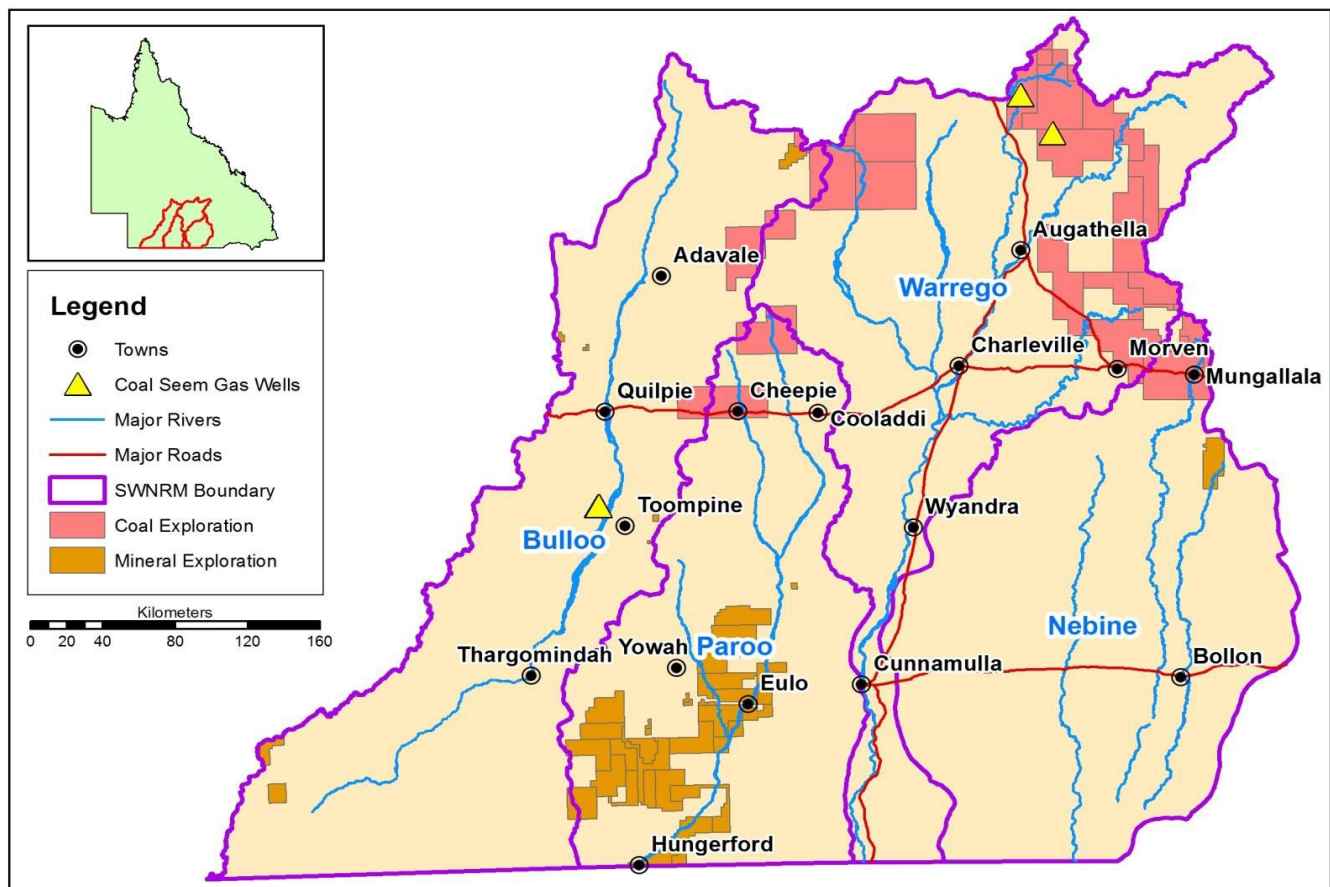 Legend
Towns
Coal Seem Gas Wells
Major Rivers
Major Roads
SWNRM Boundary
Coal Exploration
Mineral Exploration
Kilometers
0 10 20 40 80 120 160
Adavale
Augathella
Warrego
Charleville
Morven
Mungallala
Quilpie
Cheepie
Cooladdi
Toompine
Bulloo
Wyandra
Thargomindah
Yowah
Paroo
Eulo
Cunnamulla
Nebine
Bollon
Hungerford